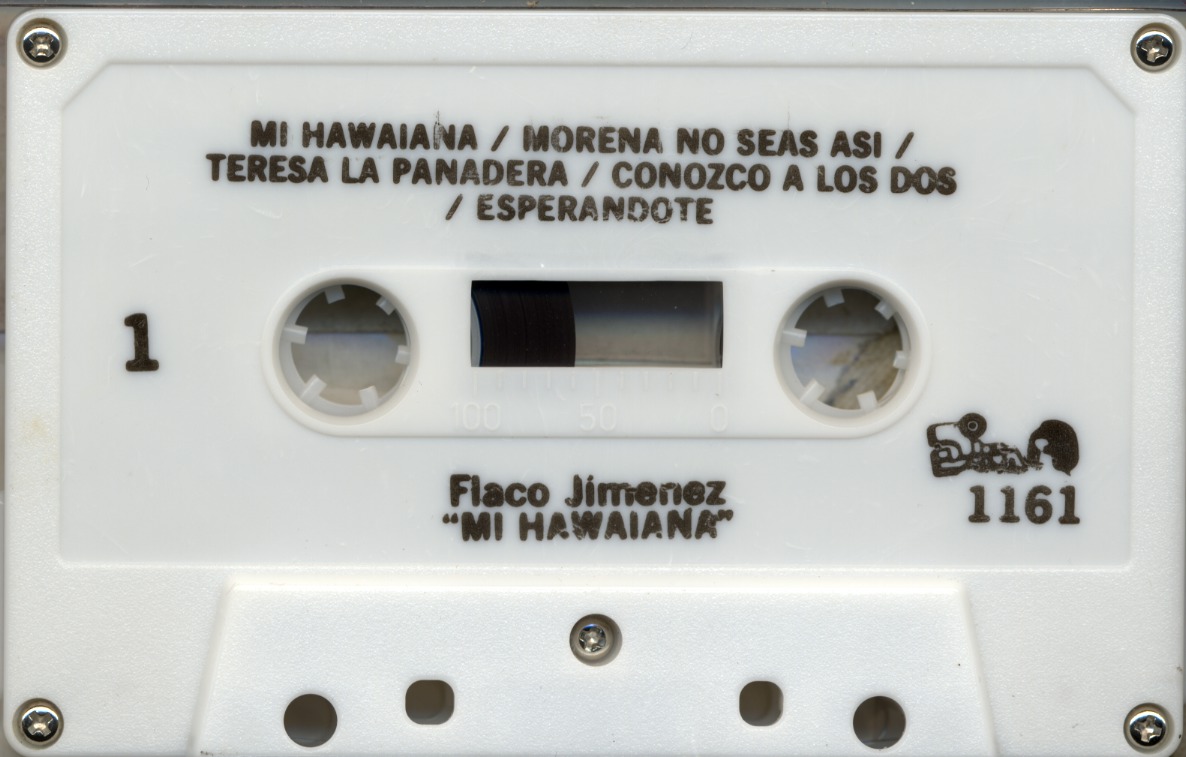 MI HAWAIANA / MORENA NO SEAS ASI /
TERESA LA PANADERA / CONOZCO A LOS DOS
/ ESPERANDOTE
1
100 50 0
Flaco Jimenez
"MI HAWAIANA"
1161